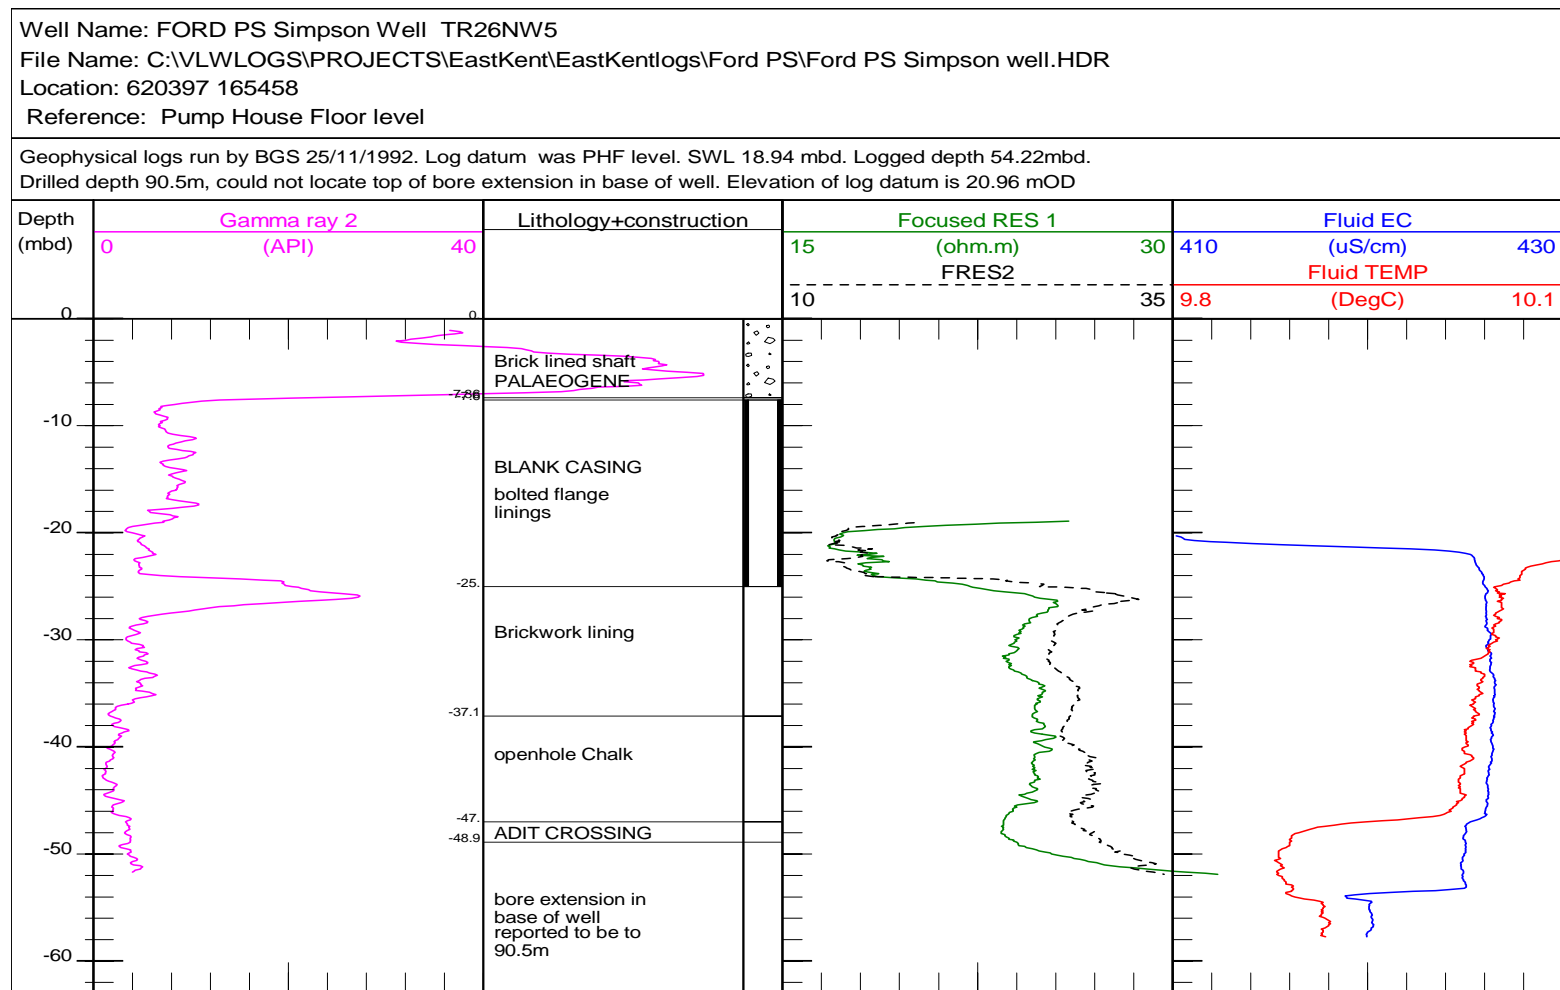 Well Name: FORD PS Simpson Well TR26NW5
File Name: C:\VLWLOGS\PROJECTS\EastKent\EastKentlogs\Ford PS\Ford PS Simpson well.HDR
Location: 620397 165458
Reference: Pump House Floor level
Geophysical logs run by BGS 25/11/1992. Log datum was PHF level. SWL 18.94 mbd. Logged depth 54.22mbd.
Drilled depth 90.5m, could not locate top of bore extension in base of well. Elevation of log datum is 20.96 mOD
Depth
(mbd)
Gamma ray 2
0 (API) 40
Lithology+construction
Focused RES 1
15 (ohm.m) 30
FRES2
10 35
Fluid EC
410 (uS/cm) 430
Fluid TEMP
9.8 (DegC) 10.1
0
0.
Brick lined shaft
PALAEOGENE
-10
BLANK CASING
bolted flange
linings
-20
-25.
-30
Brickwork lining
-37.1
-40
openhole Chalk
-47.
ADIT CROSSING
-48.9
-50
bore extension in
base of well
reported to be to
90.5m
-60